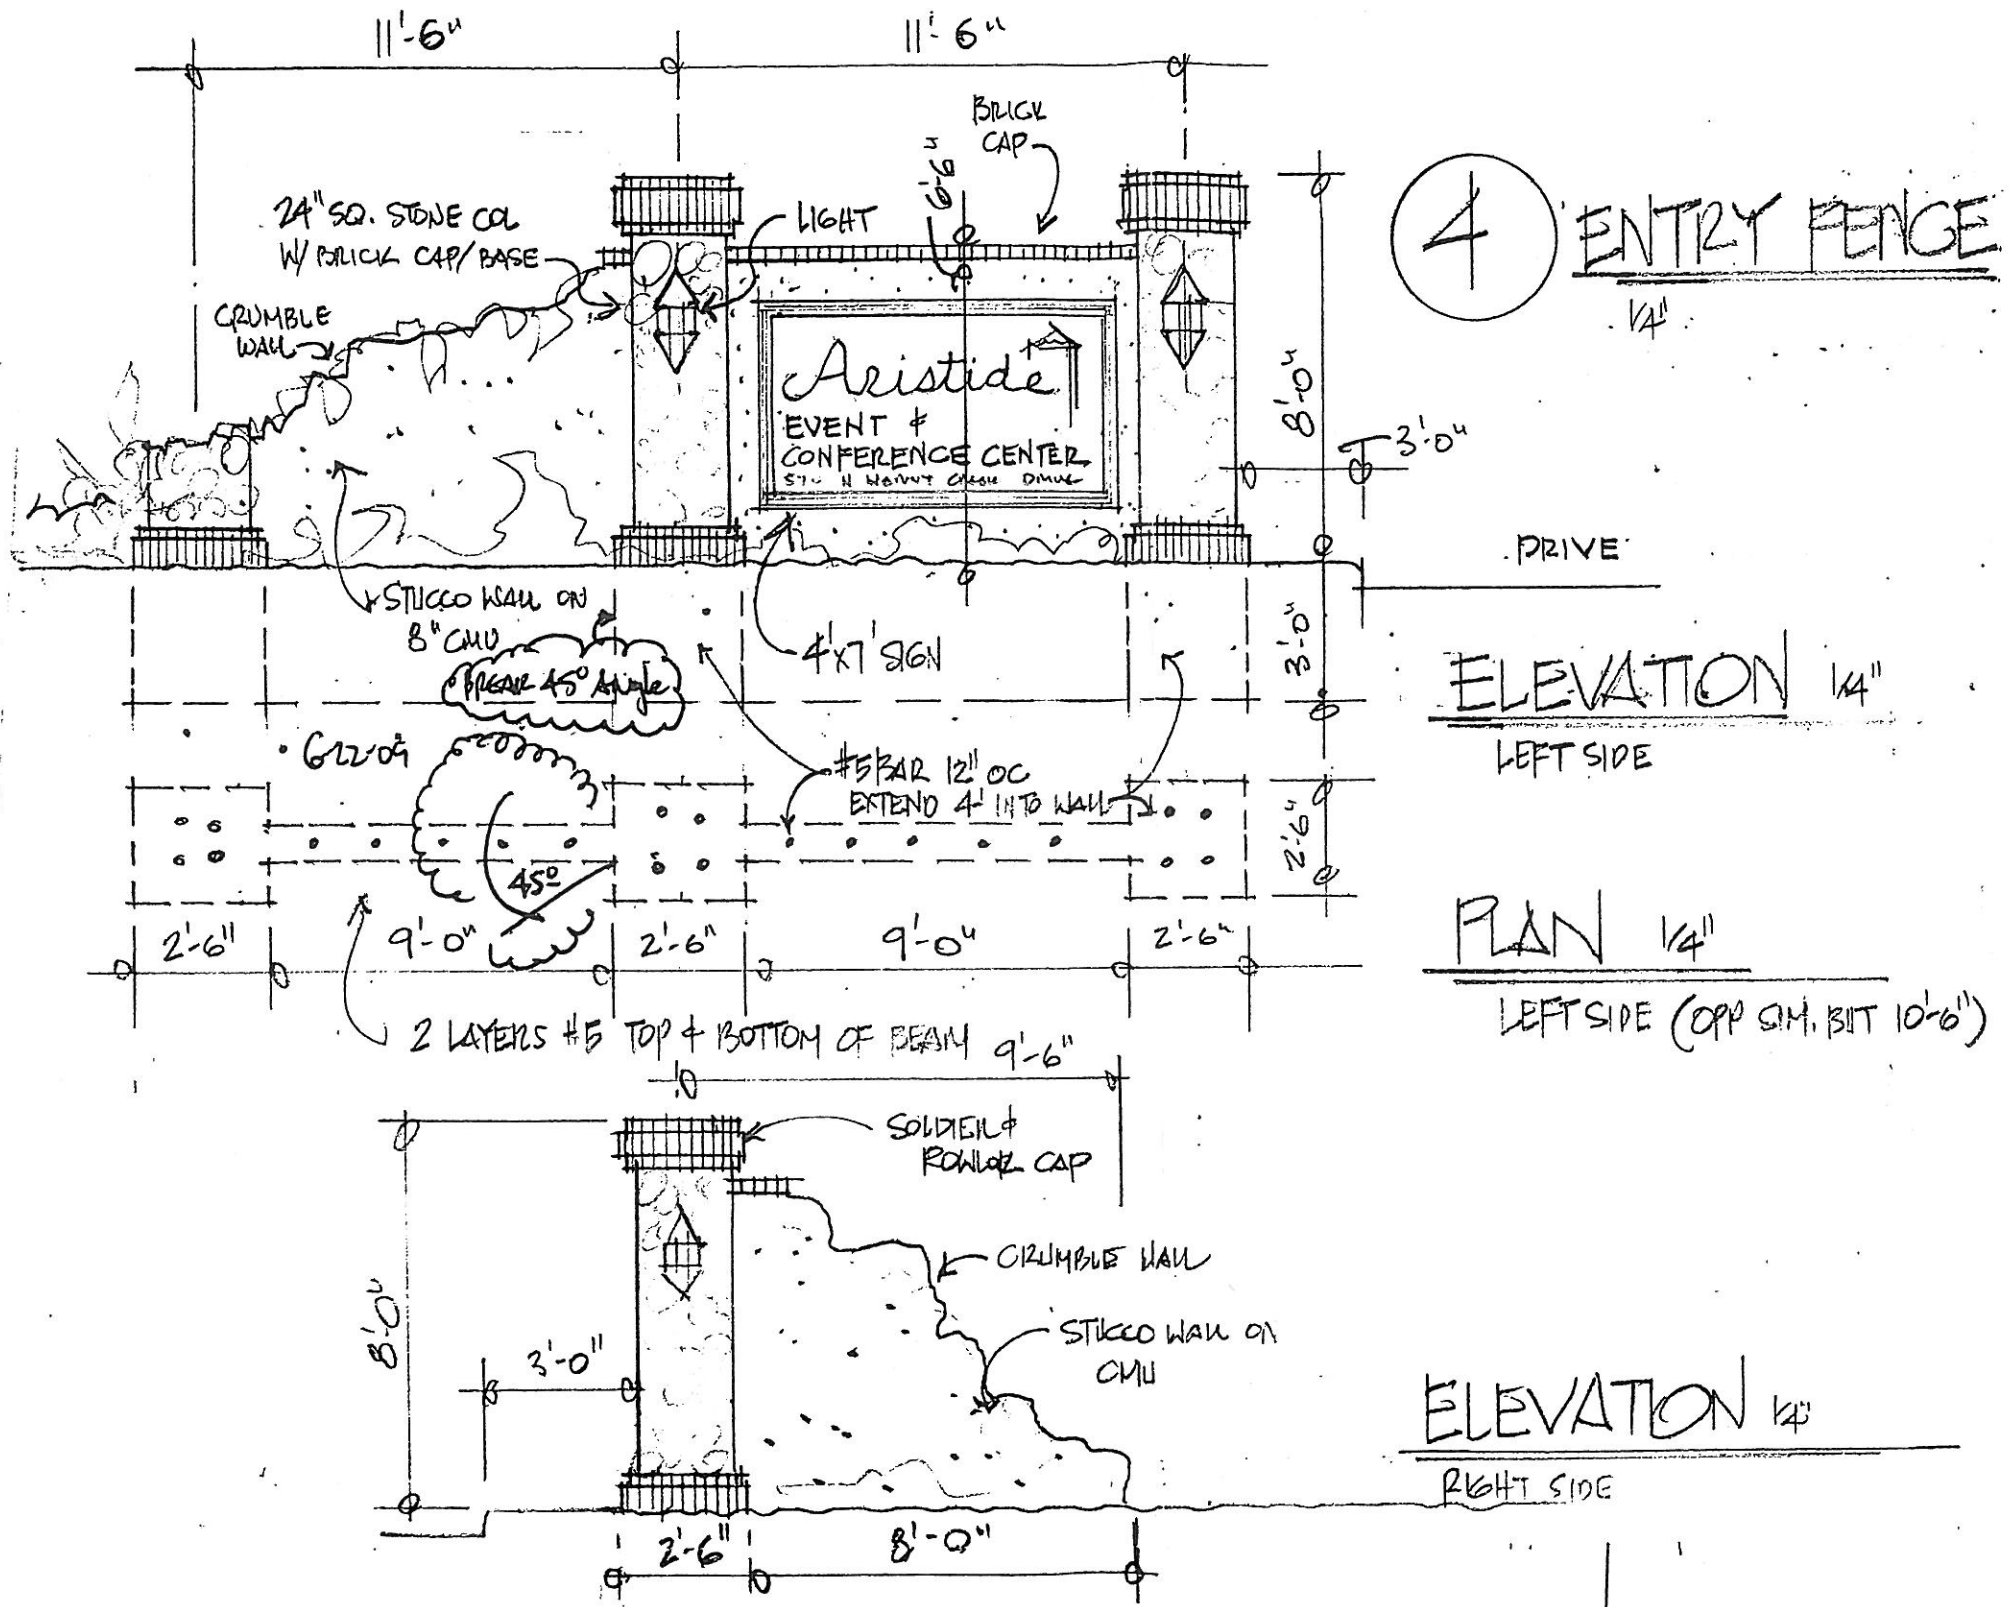 11'-6"
11'-6"
BRICK
CAP
6'-6"
24" SQ. STONE COL
W/ BRICK CAP/BASE
LIGHT
CRUMBLE
WALL
4 ENTRY FENCE
1/4"
Aristide
EVENT &
CONFERENCE CENTER
DRIVE
8'-0"
3'-0"
DRIVE
STUCCO WALL ON
8" CMU
BREAK 45° Angle
4'x7' SIGN
3'-0"
ELEVATION 1/4"
LEFT SIDE
6-22-09
#5 BAR 12" OC
EXTEND 4' INTO WALL
45°
2'-6"
2'-6"
9'-0"
2'-6"
9'-0"
2'-6"
PLAN 1/4"
LEFT SIDE (OPP SIM. BUT 10'-6")
2 LAYERS #5 TOP & BOTTOM OF BEAM
9'-6"
SOLDIER &
ROWLOK CAP
CRUMBLE WALL
STUCCO WALL ON
CMU
8'-0"
3'-0"
ELEVATION 1/4"
RIGHT SIDE
2'-6"
8'-0"